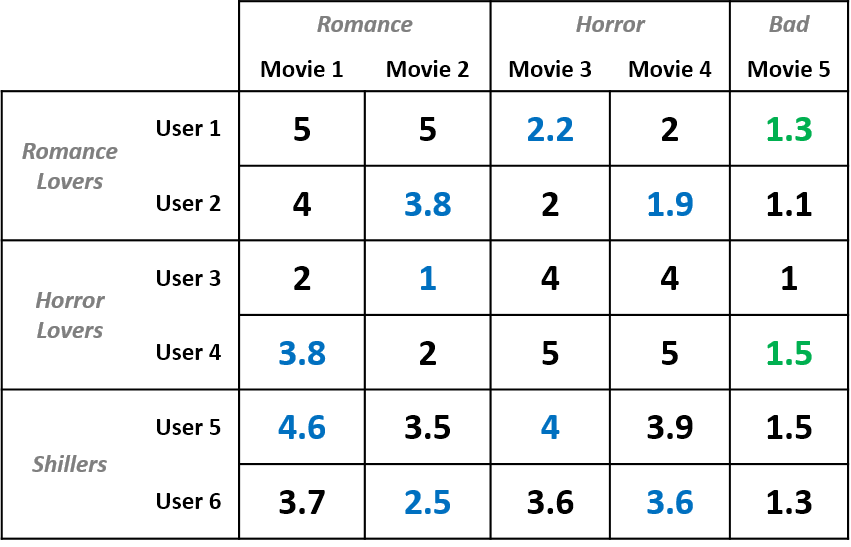 Romance Horror Bad
Movie 1 Movie 2 Movie 3 Movie 4 Movie 5
Romance
Lovers
User 1 5 5 2.2 2 1.3
User 2 4 3.8 2 1.9 1.1
Horror
Lovers
User 3 2 1 4 4 1
User 4 3.8 2 5 5 1.5
Shillers
User 5 4.6 3.5 4 3.9 1.5
User 6 3.7 2.5 3.6 3.6 1.3